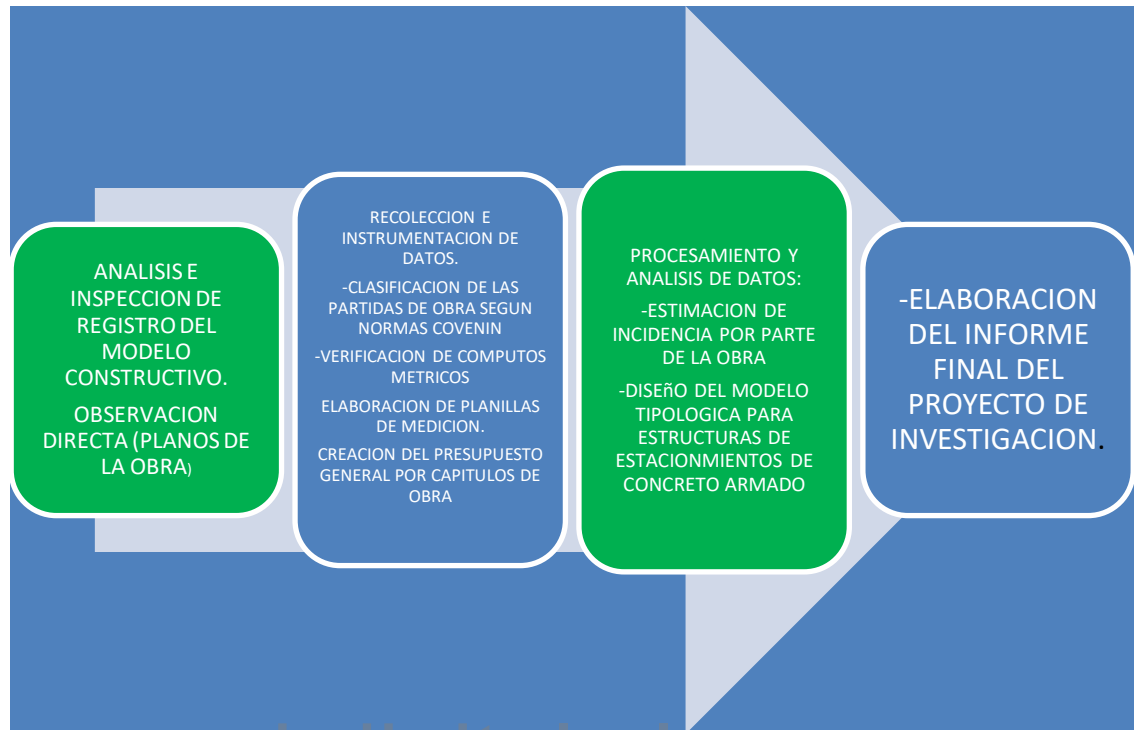 ANALISIS E
INSPECCION DE
REGISTRO DEL
MODELO
CONSTRUCTIVO.
OBSERVACION
DIRECTA (PLANOS DE
LA OBRA)
RECOLECCION E
INSTRUMENTACION DE
DATOS.
-CLASIFICACION DE LAS
PARTIDAS DE OBRA SEGUN
NORMAS COVENIN
-VERIFICACION DE COMPUTOS
METRICOS
ELABORACION DE PLANILLAS
DE MEDICION.
CREACION DEL PRESUPUESTO
GENERAL POR CAPITULOS DE
OBRA
PROCESAMIENTO Y
ANALISIS DE DATOS:
-ESTIMACION DE
INCIDENCIA POR PARTE
DE LA OBRA
-DISEñO DEL MODELO
TIPOLOGICA PARA
ESTRUCTURAS DE
ESTACIONMIENTOS DE
CONCRETO ARMADO
-ELABORACION
DEL INFORME
FINAL DEL
PROYECTO DE
INVESTIGACION.